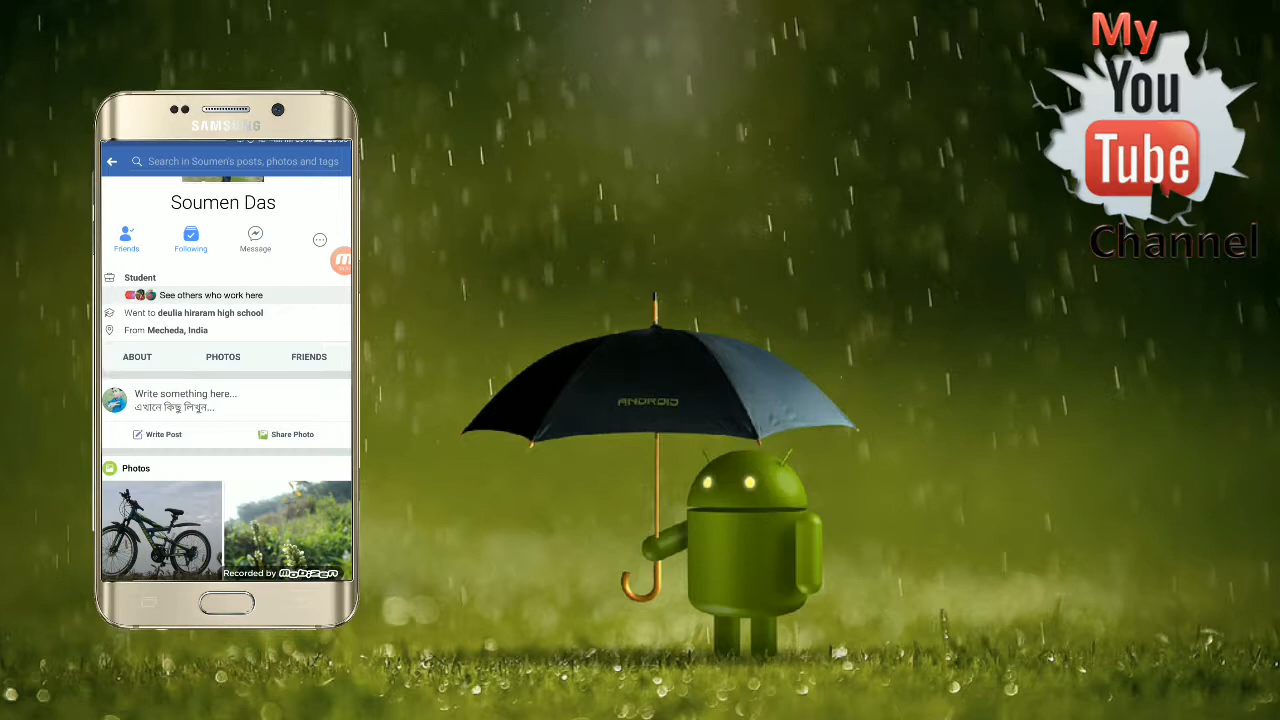 SAMSUNG
Search in Soumen's posts, photos and tags
Soumen Das
Friends
Following
Message
Student
See others who work here
Went to deulia hiraram high school
From Mecheda, India
ABOUT
PHOTOS
FRIENDS
Write something here...
এখানে কিছু লিখুন...
Write Post
Share Photo
Photos
Recorded by MOBIZEN
ANDROID
My
You
Tube
Channel